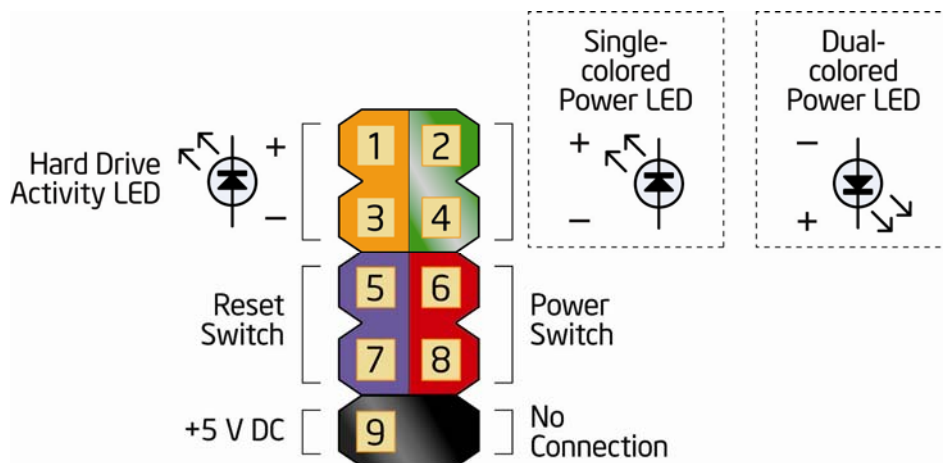 Single-
colored
Power LED
Dual-
colored
Power LED
Hard Drive
Activity LED
+
−
1 2
3 4
+
−
−
+
Reset
Switch
5 6
7 8
Power
Switch
+5 V DC
9
No
Connection